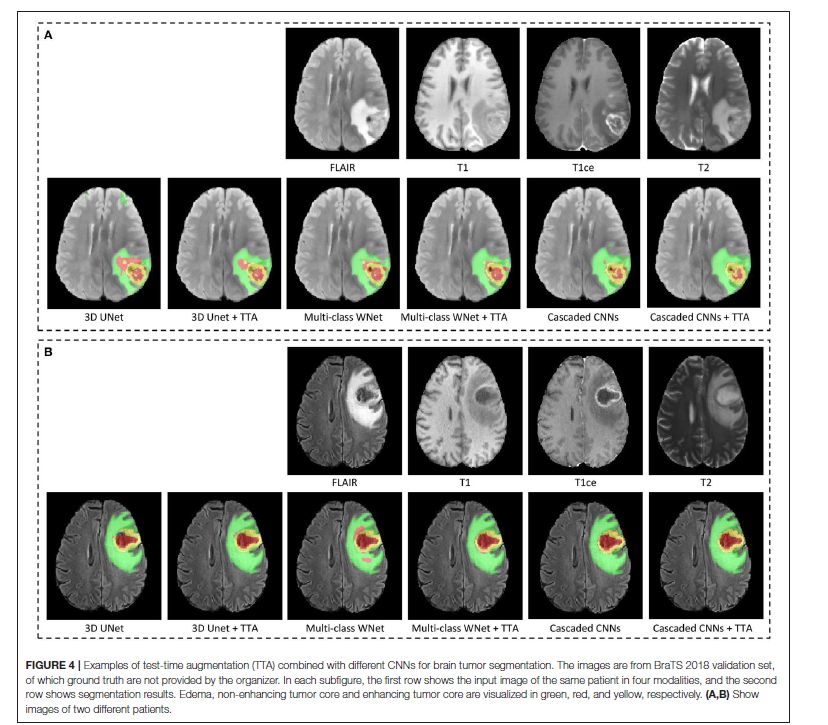 A
FLAIR T1 T1ce T2
3D UNet 3D Unet + TTA Multi-class WNet Multi-class WNet + TTA Cascaded CNNs Cascaded CNNs + TTA
B
FLAIR T1 T1ce T2
3D UNet 3D Unet + TTA Multi-class WNet Multi-class WNet + TTA Cascaded CNNs Cascaded CNNs + TTA
FIGURE 4 | Examples of test-time augmentation (TTA) combined with different CNNs for brain tumor segmentation. The images are from BraTS 2018 validation set,
of which ground truth are not provided by the organizer. In each subfigure, the first row shows the input image of the same patient in four modalities, and the second
row shows segmentation results. Edema, non-enhancing tumor core and enhancing tumor core are visualized in green, red, and yellow, respectively. (A,B) Show
images of two different patients.